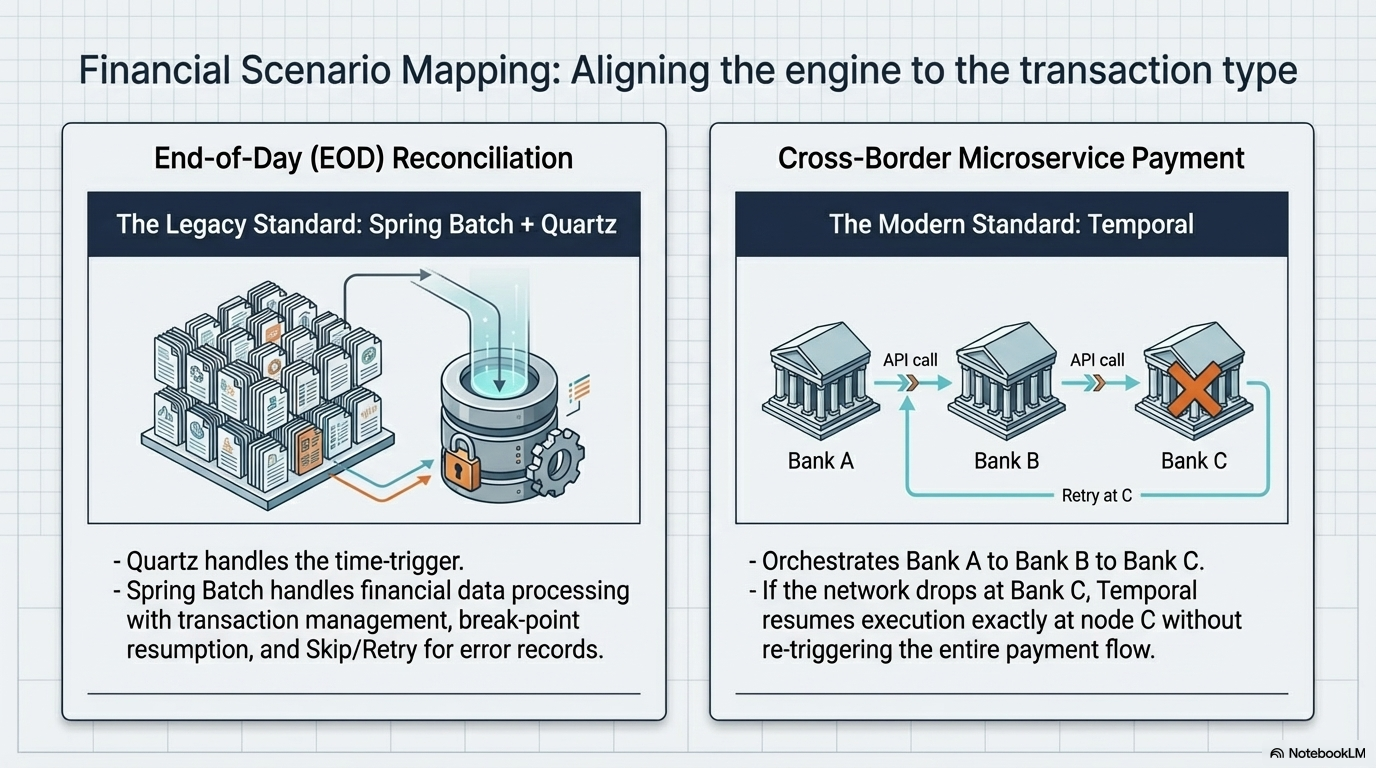 Financial Scenario Mapping: Aligning the engine to the transaction type
End-of-Day (EOD) Reconciliation
The Legacy Standard: Spring Batch + Quartz
- Quartz handles the time-trigger.
- Spring Batch handles financial data processing
with transaction management, break-point
resumption, and Skip/Retry for error records.
Cross-Border Microservice Payment
The Modern Standard: Temporal
API call
API call
Bank A
Bank B
Bank C
Retry at C
- Orchestrates Bank A to Bank B to Bank C.
- If the network drops at Bank C, Temporal
resumes execution exactly at node C without
re-triggering the entire payment flow.
NotebookLM